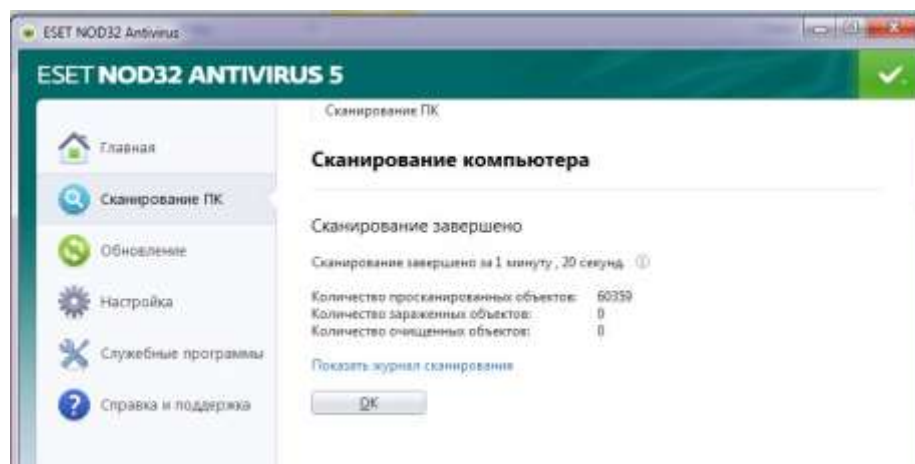 ESET NOD32 Antivirus
ESET NOD32 ANTIVIRUS 5
Сканирование ПК
Главная
Сканирование компьютера
Сканирование ПК
Сканирование завершено
Обновление
Сканирование завершено за 1 минуту , 20 секунд
Настройка
Количество просканированных объектов: 60359
Количество зараженных объектов: 0
Количество очищенных объектов: 0
Служебные программы
Показать журнал сканирования
Справка и поддержка
OK